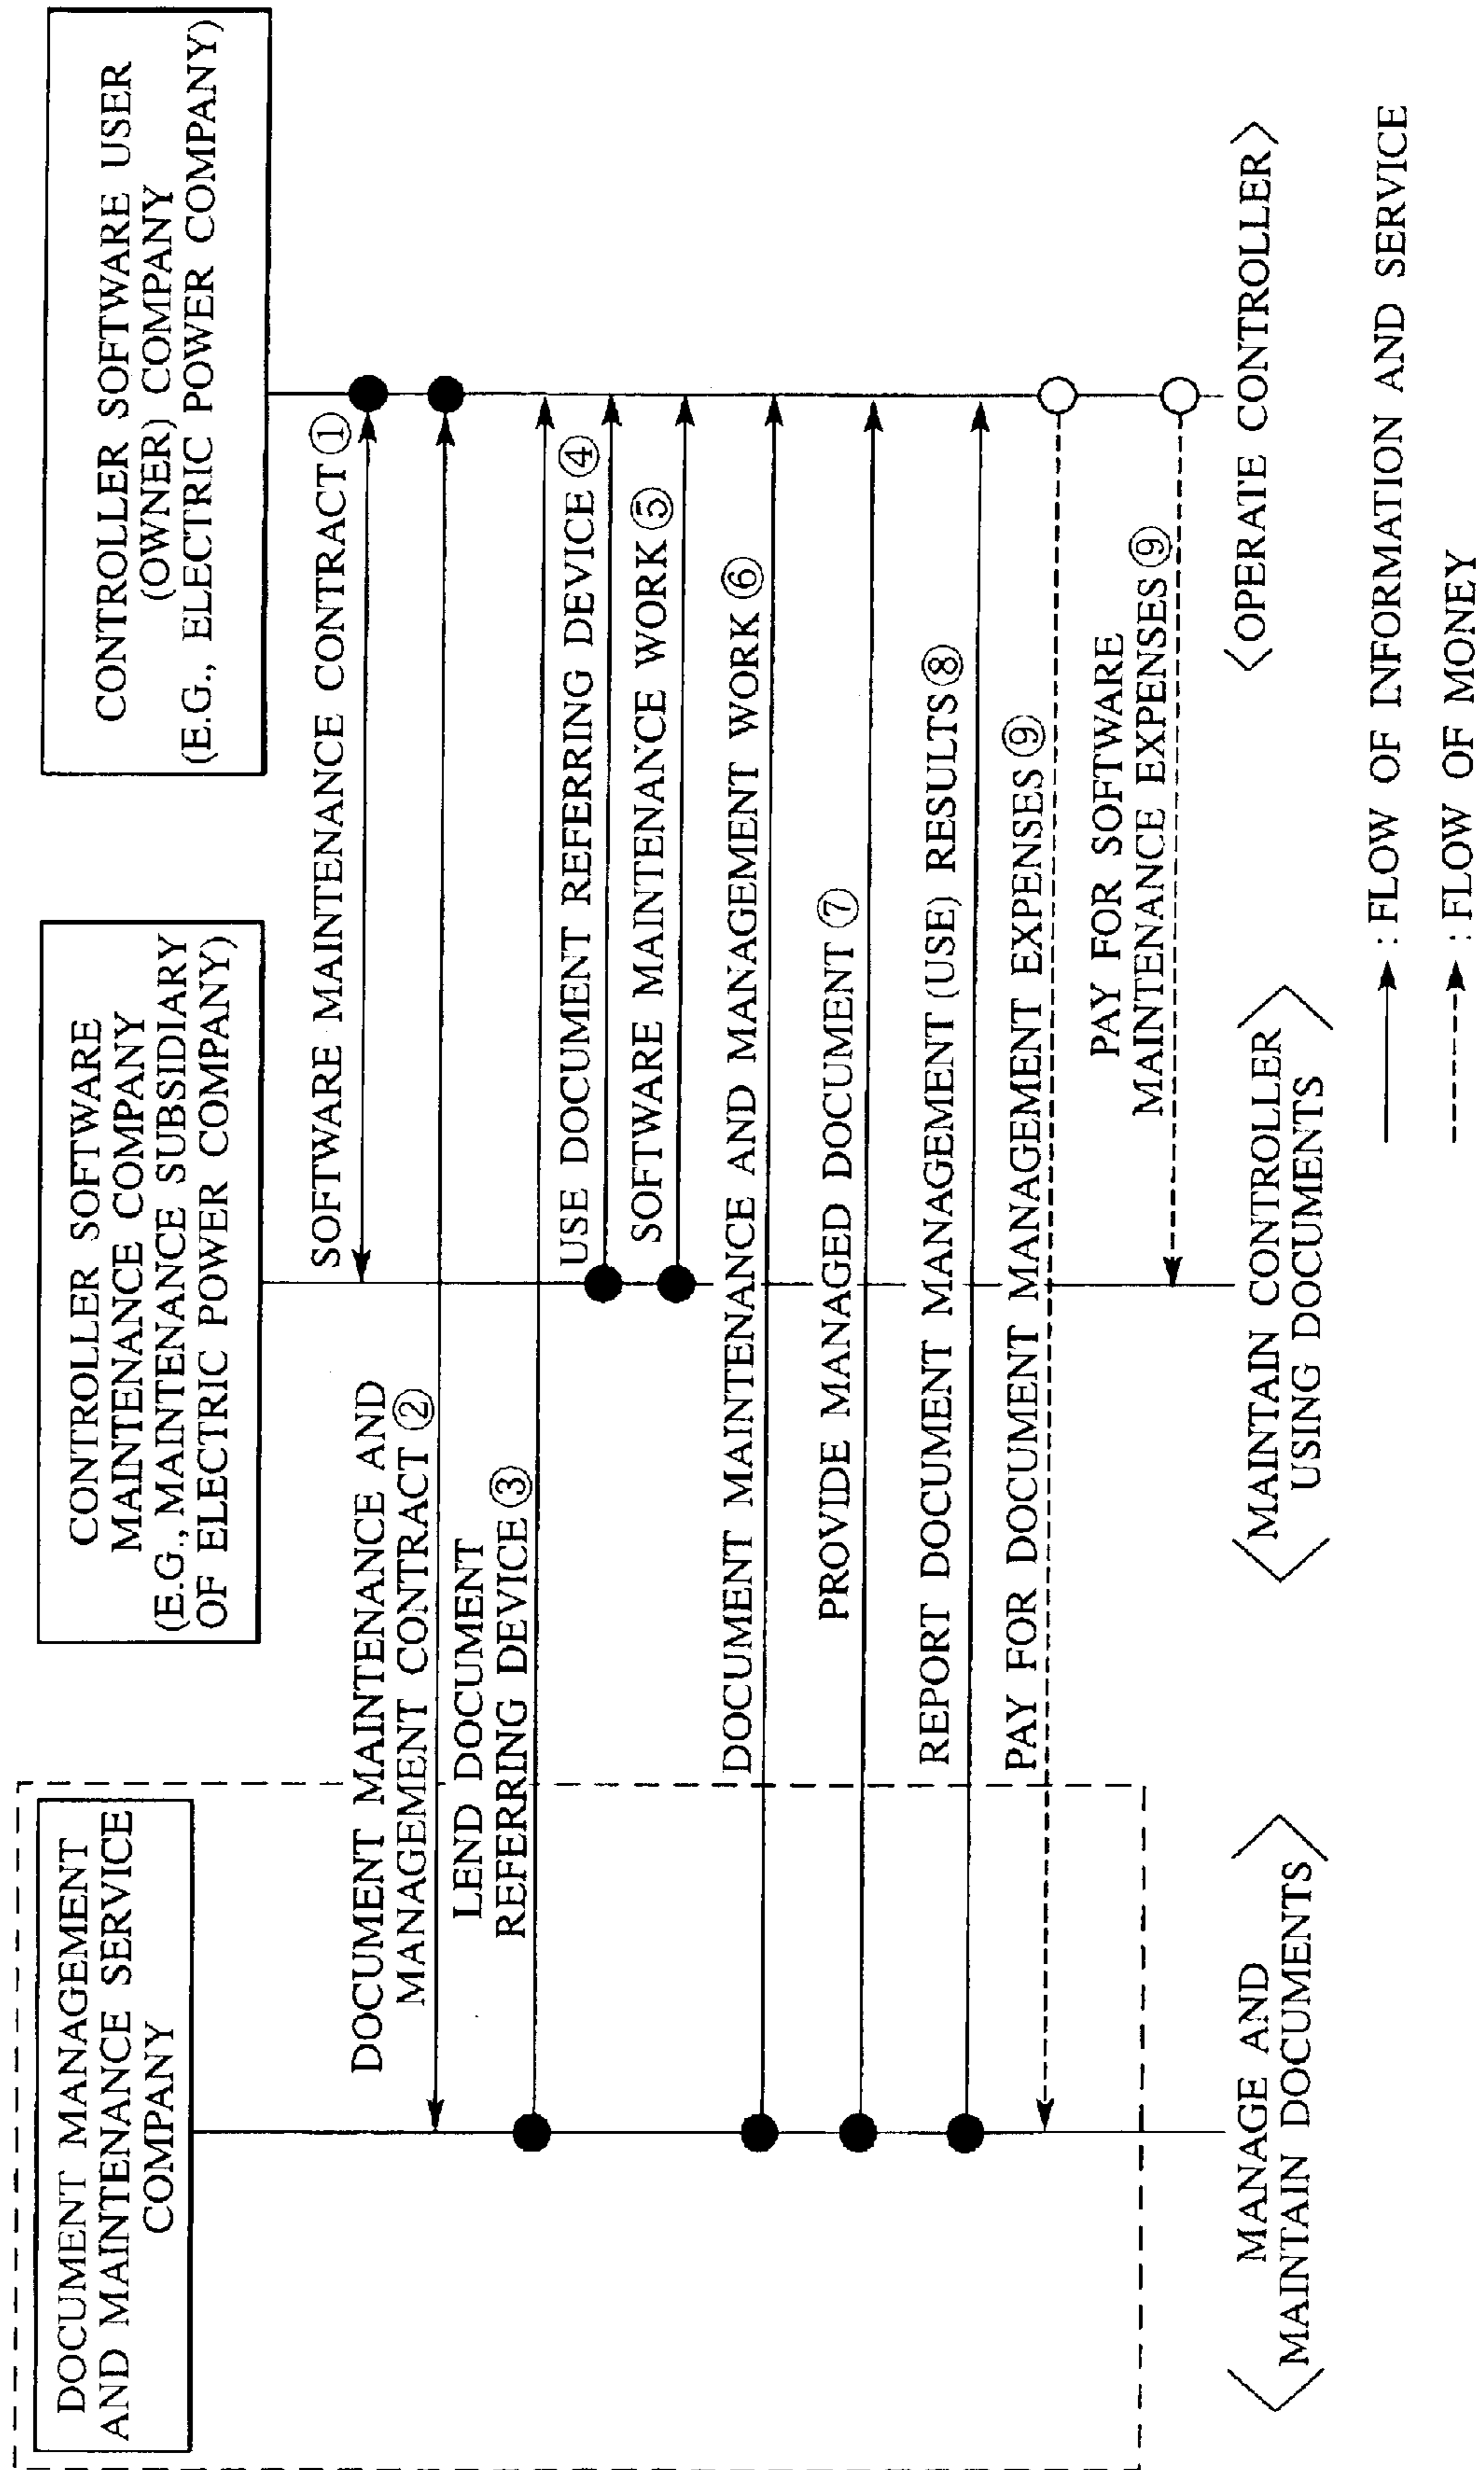 DOCUMENT MANAGEMENT
AND MAINTENANCE SERVICE
COMPANY
CONTROLLER SOFTWARE
MAINTENANCE COMPANY
(E.G., MAINTENANCE SUBSIDIARY
OF ELECTRIC POWER COMPANY)
CONTROLLER SOFTWARE USER
(OWNER) COMPANY
(E.G., ELECTRIC POWER COMPANY)
SOFTWARE MAINTENANCE CONTRACT ①
DOCUMENT MAINTENANCE AND
MANAGEMENT CONTRACT ②
LEND DOCUMENT
REFERRING DEVICE ③
USE DOCUMENT REFERRING DEVICE ④
SOFTWARE MAINTENANCE WORK ⑤
DOCUMENT MAINTENANCE AND MANAGEMENT WORK ⑥
PROVIDE MANAGED DOCUMENT ⑦
REPORT DOCUMENT MANAGEMENT (USE) RESULTS ⑧
PAY FOR DOCUMENT MANAGEMENT EXPENSES ⑨
PAY FOR SOFTWARE
MAINTENANCE EXPENSES ⑨
〈MANAGE AND
MAINTAIN DOCUMENTS〉
〈MAINTAIN CONTROLLER
USING DOCUMENTS〉
〈OPERATE CONTROLLER〉
: FLOW OF INFORMATION AND SERVICE
: FLOW OF MONEY